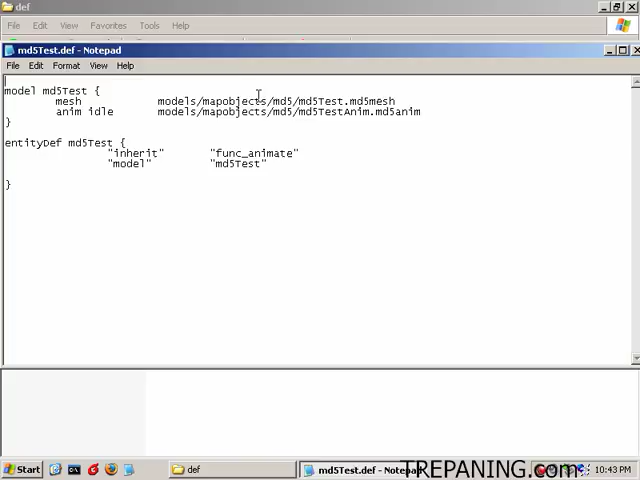 def
File Edit View Favorites Tools Help
md5Test.def - Notepad
File Edit Format View Help
model md5Test {
mesh models/mapobjects/md5/md5Test.md5mesh
anim idle models/mapobjects/md5/md5TestAnim.md5anim
}
entityDef md5Test {
"inherit" "func_animate"
"model" "md5Test"
}
Start def md5Test.def - Notepad 10:43 PM
TREPANING.com